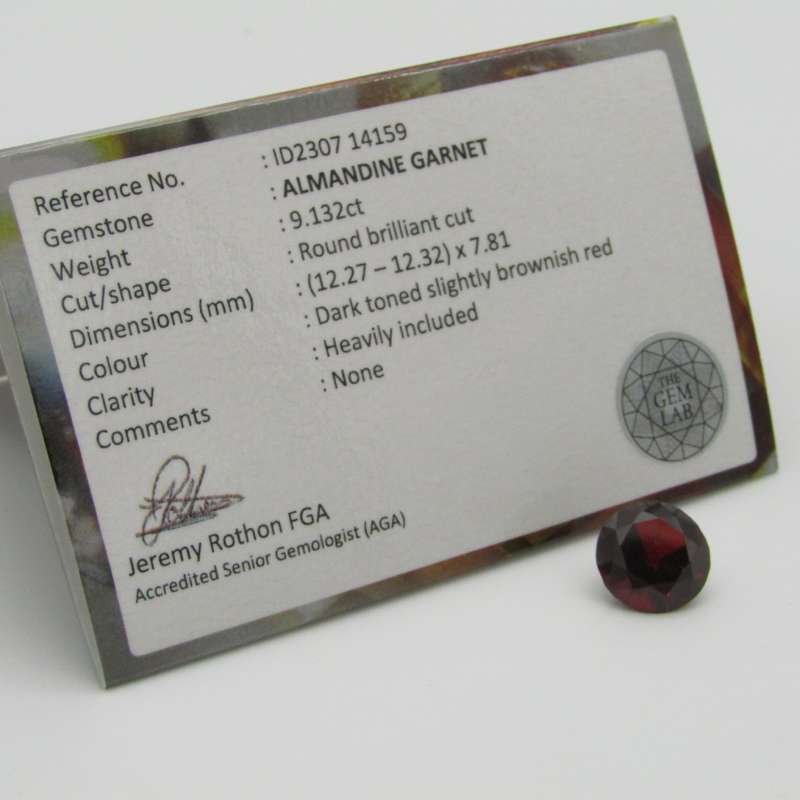 Reference No. : ID2307 14159
Gemstone : ALMANDINE GARNET
Weight : 9.132ct
Cut/shape : Round brilliant cut
Dimensions (mm) : (12.27 – 12.32) x 7.81
Colour : Dark toned slightly brownish red
Clarity : Heavily included
Comments : None
THE
GEM
LAB
Jeremy Rothon FGA
Accredited Senior Gemologist (AGA)